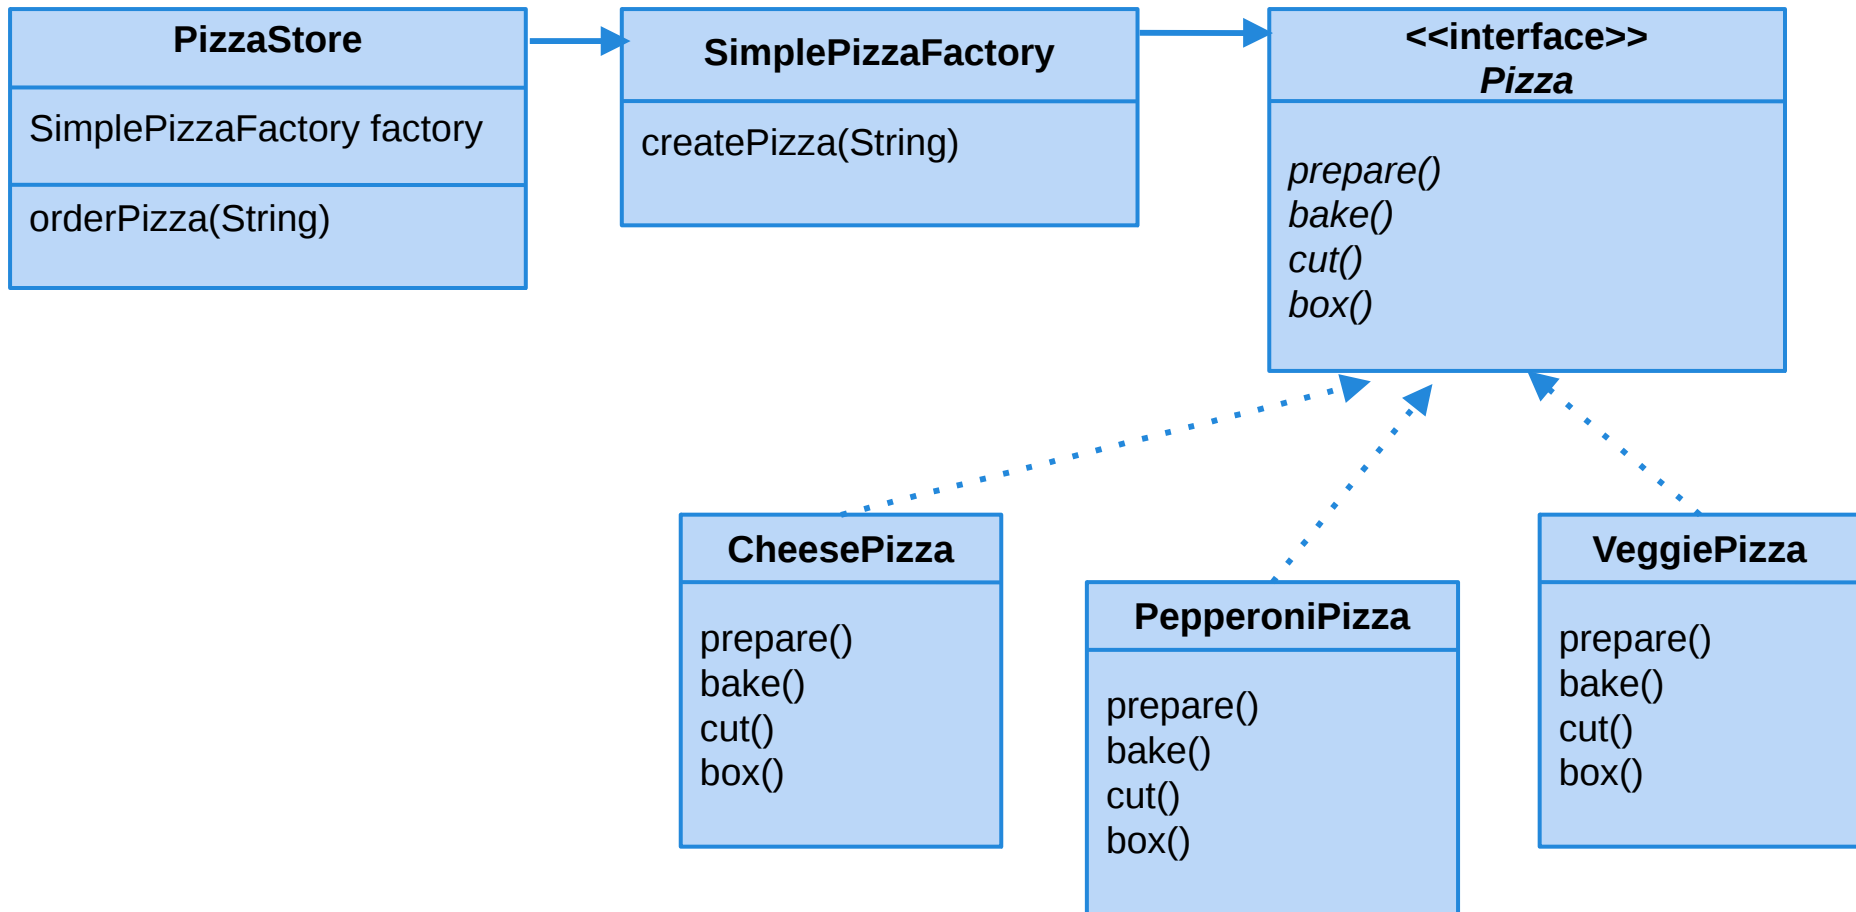 PizzaStore
SimplePizzaFactory factory
orderPizza(String)
SimplePizzaFactory
createPizza(String)
<<interface>>
Pizza
prepare()
bake()
cut()
box()
CheesePizza
prepare()
bake()
cut()
box()
PepperoniPizza
prepare()
bake()
cut()
box()
VeggiePizza
prepare()
bake()
cut()
box()